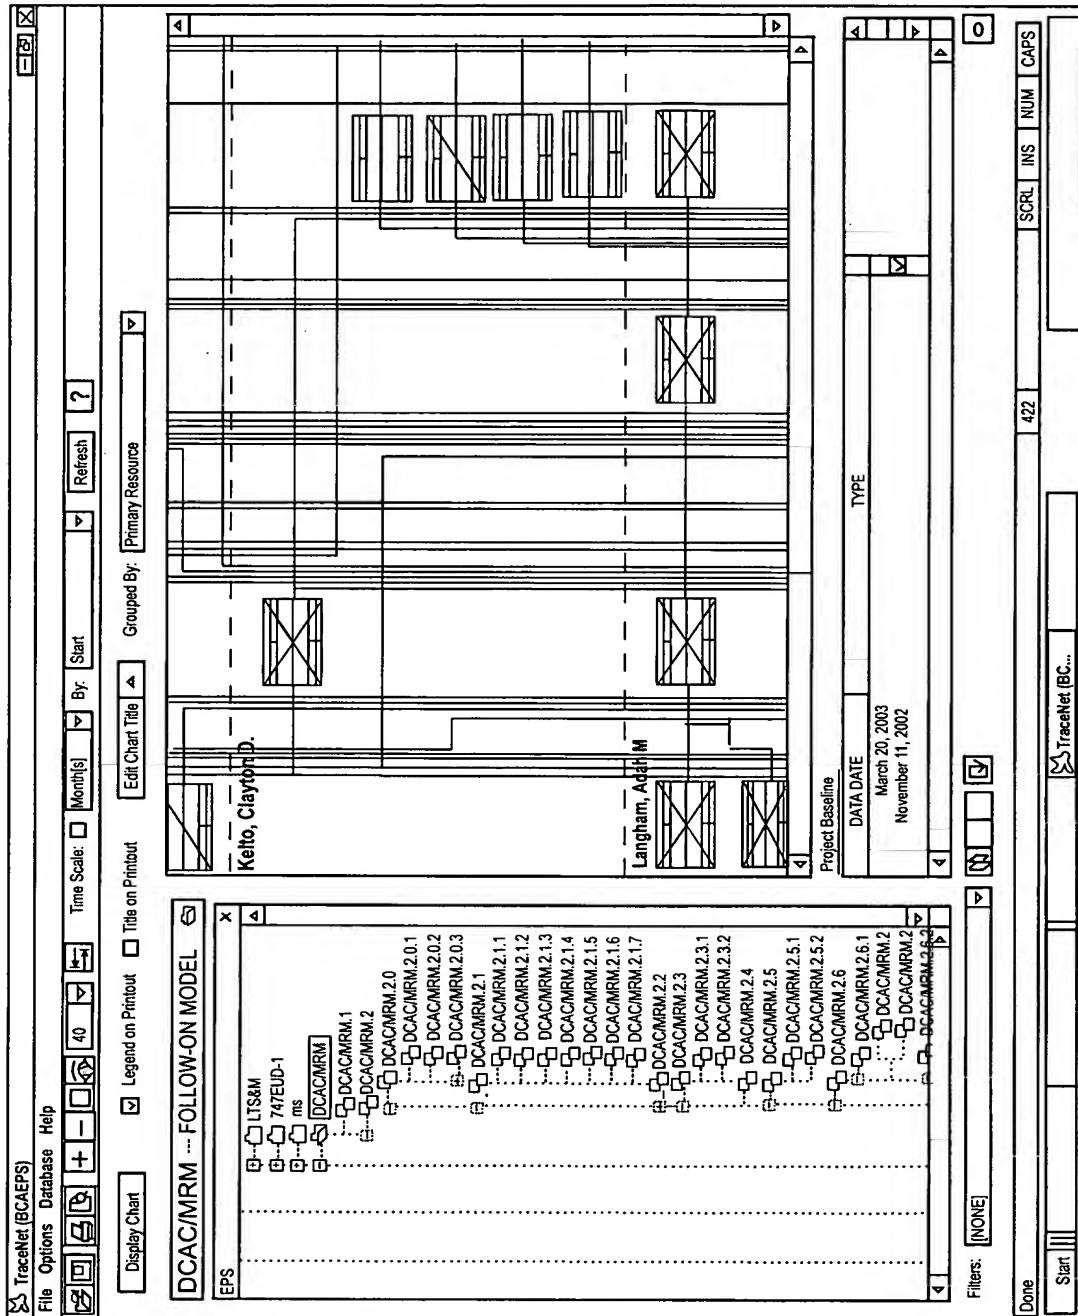 TraceNet (BCAEPS)
File Options Database Help
40 Time Scale: Month[s] By: Start Refresh ?
Display Chart Legend on Printout Title on Printout Edit Chart Title Grouped By: Primary Resource
DCAC/MRM --- FOLLOW-ON MODEL
EPS X
LTS&M
747EUD-1
ms
DCAC/MRM
DCAC/MRM.1
DCAC/MRM.2
DCAC/MRM.2.0
DCAC/MRM.2.0.1
DCAC/MRM.2.0.2
DCAC/MRM.2.0.3
DCAC/MRM.2.1
DCAC/MRM.2.1.1
DCAC/MRM.2.1.2
DCAC/MRM.2.1.3
DCAC/MRM.2.1.4
DCAC/MRM.2.1.5
DCAC/MRM.2.1.6
DCAC/MRM.2.1.7
DCAC/MRM.2.2
DCAC/MRM.2.3
DCAC/MRM.2.3.1
DCAC/MRM.2.3.2
DCAC/MRM.2.4
DCAC/MRM.2.5
DCAC/MRM.2.5.1
DCAC/MRM.2.5.2
DCAC/MRM.2.6
DCAC/MRM.2.6.1
DCAC/MRM.2
DCAC/MRM.2
DCAC/MRM.2.6.2
Kelto, Clayton D.
Langham, Adah M
Project Baseline
DATA DATE TYPE
March 20, 2003
November 11, 2002
Filters: [NONE] 0
Done 422 SCRL INS NUM CAPS
Start TraceNet (BC...